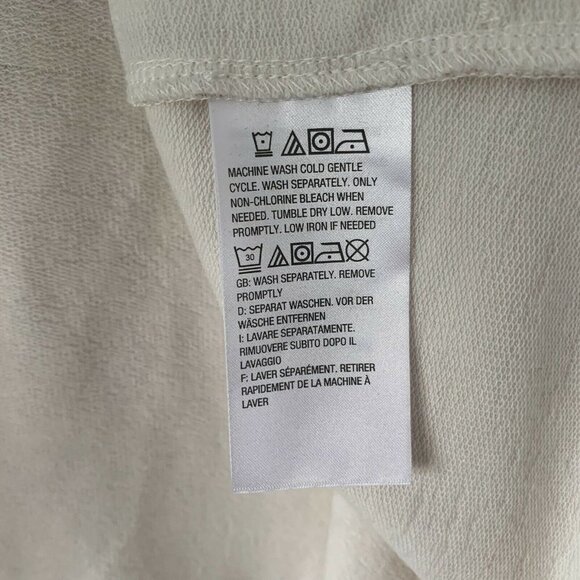 MACHINE WASH COLD GENTLE
CYCLE. WASH SEPARATELY. ONLY
NON-CHLORINE BLEACH WHEN
NEEDED. TUMBLE DRY LOW. REMOVE
PROMPTLY. LOW IRON IF NEEDED
30
GB: WASH SEPARATELY. REMOVE
PROMPTLY
D: SEPARAT WASCHEN. VOR DER
WÄSCHE ENTFERNEN
I: LAVARE SEPARATAMENTE.
RIMUOVERE SUBITO DOPO IL
LAVAGGIO
F: LAVER SÉPARÉMENT. RETIRER
RAPIDEMENT DE LA MACHINE À
LAVER